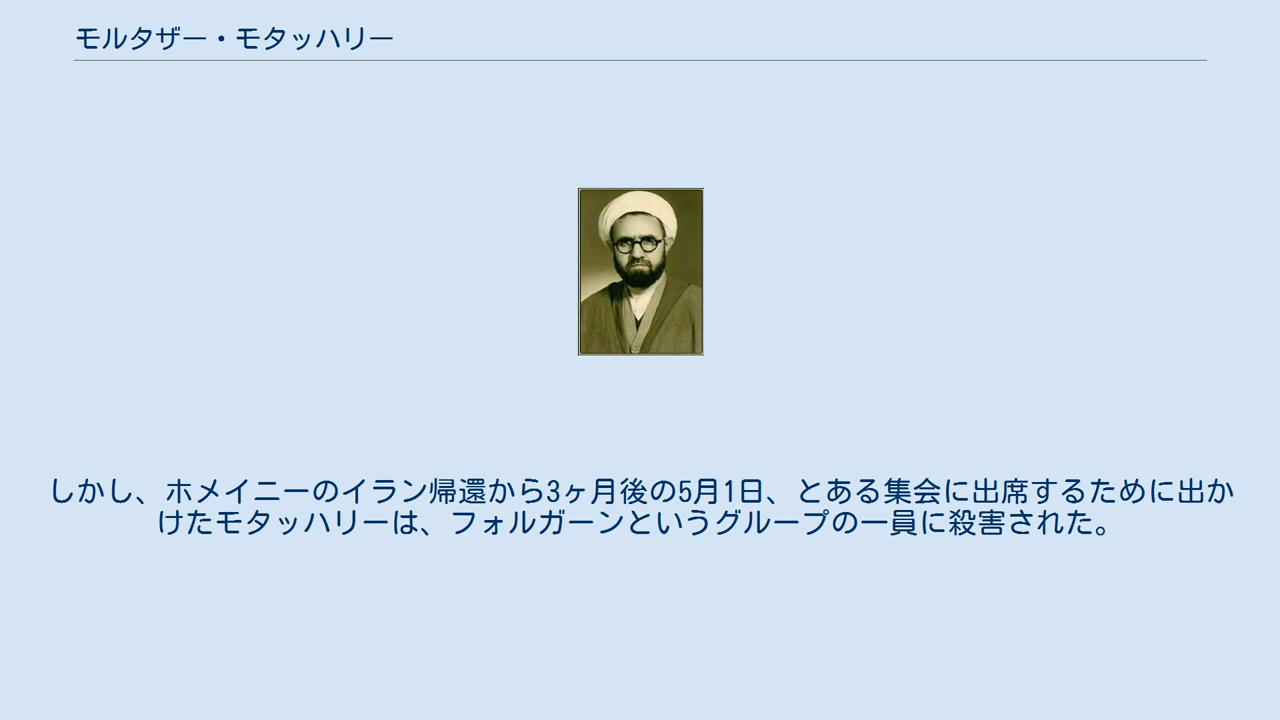 モルタザー・モタッハリー
しかし、ホメイニーのイラン帰還から3ヶ月後の5月1日、とある集会に出席するために出か
けたモタッハリーは、フォルガーンというグループの一員に殺害された。